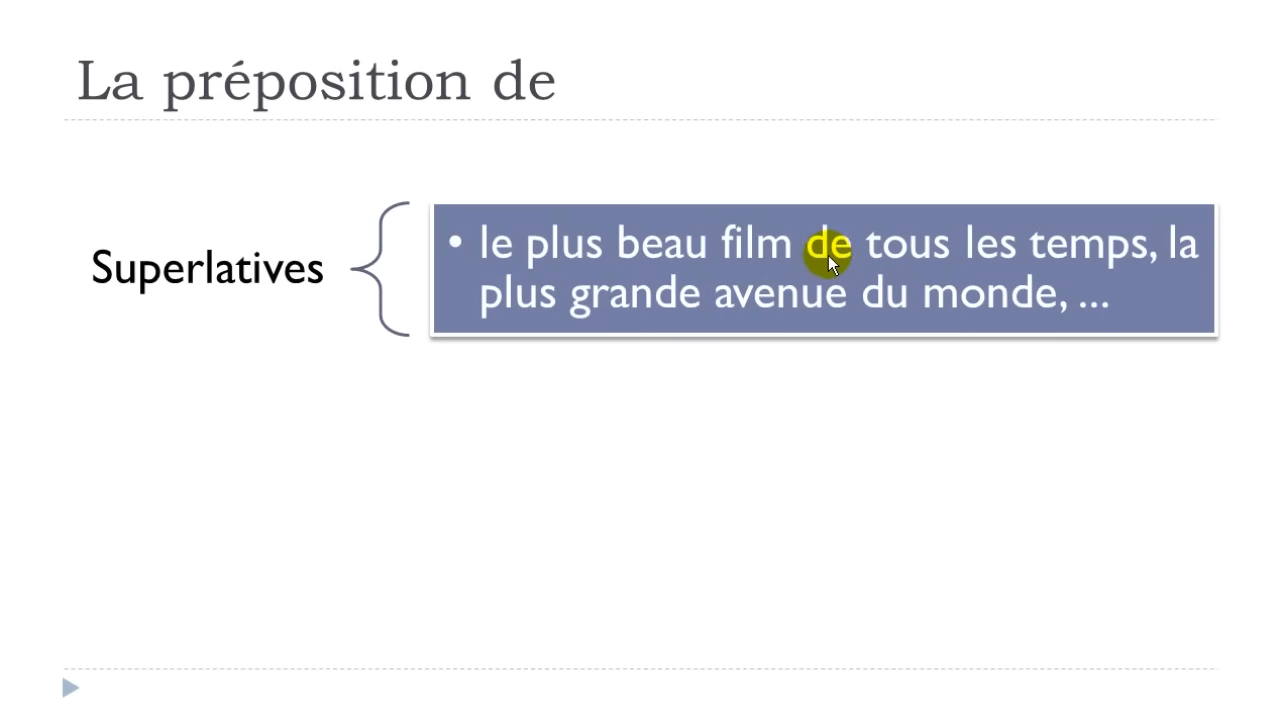 La préposition de
Superlatives
• le plus beau film de tous les temps, la
plus grande avenue du monde, ...